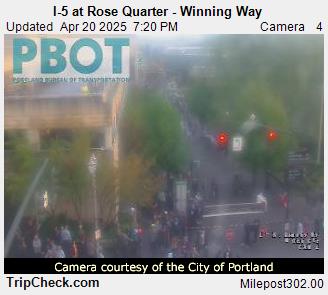 I-5 at Rose Quarter - Winning Way
Updated Apr 20 2025 7:20 PM Camera 4
PBOT
PORTLAND BUREAU OF TRANSPORTATION
Camera courtesy of the City of Portland
TripCheck.com Milepost302.00